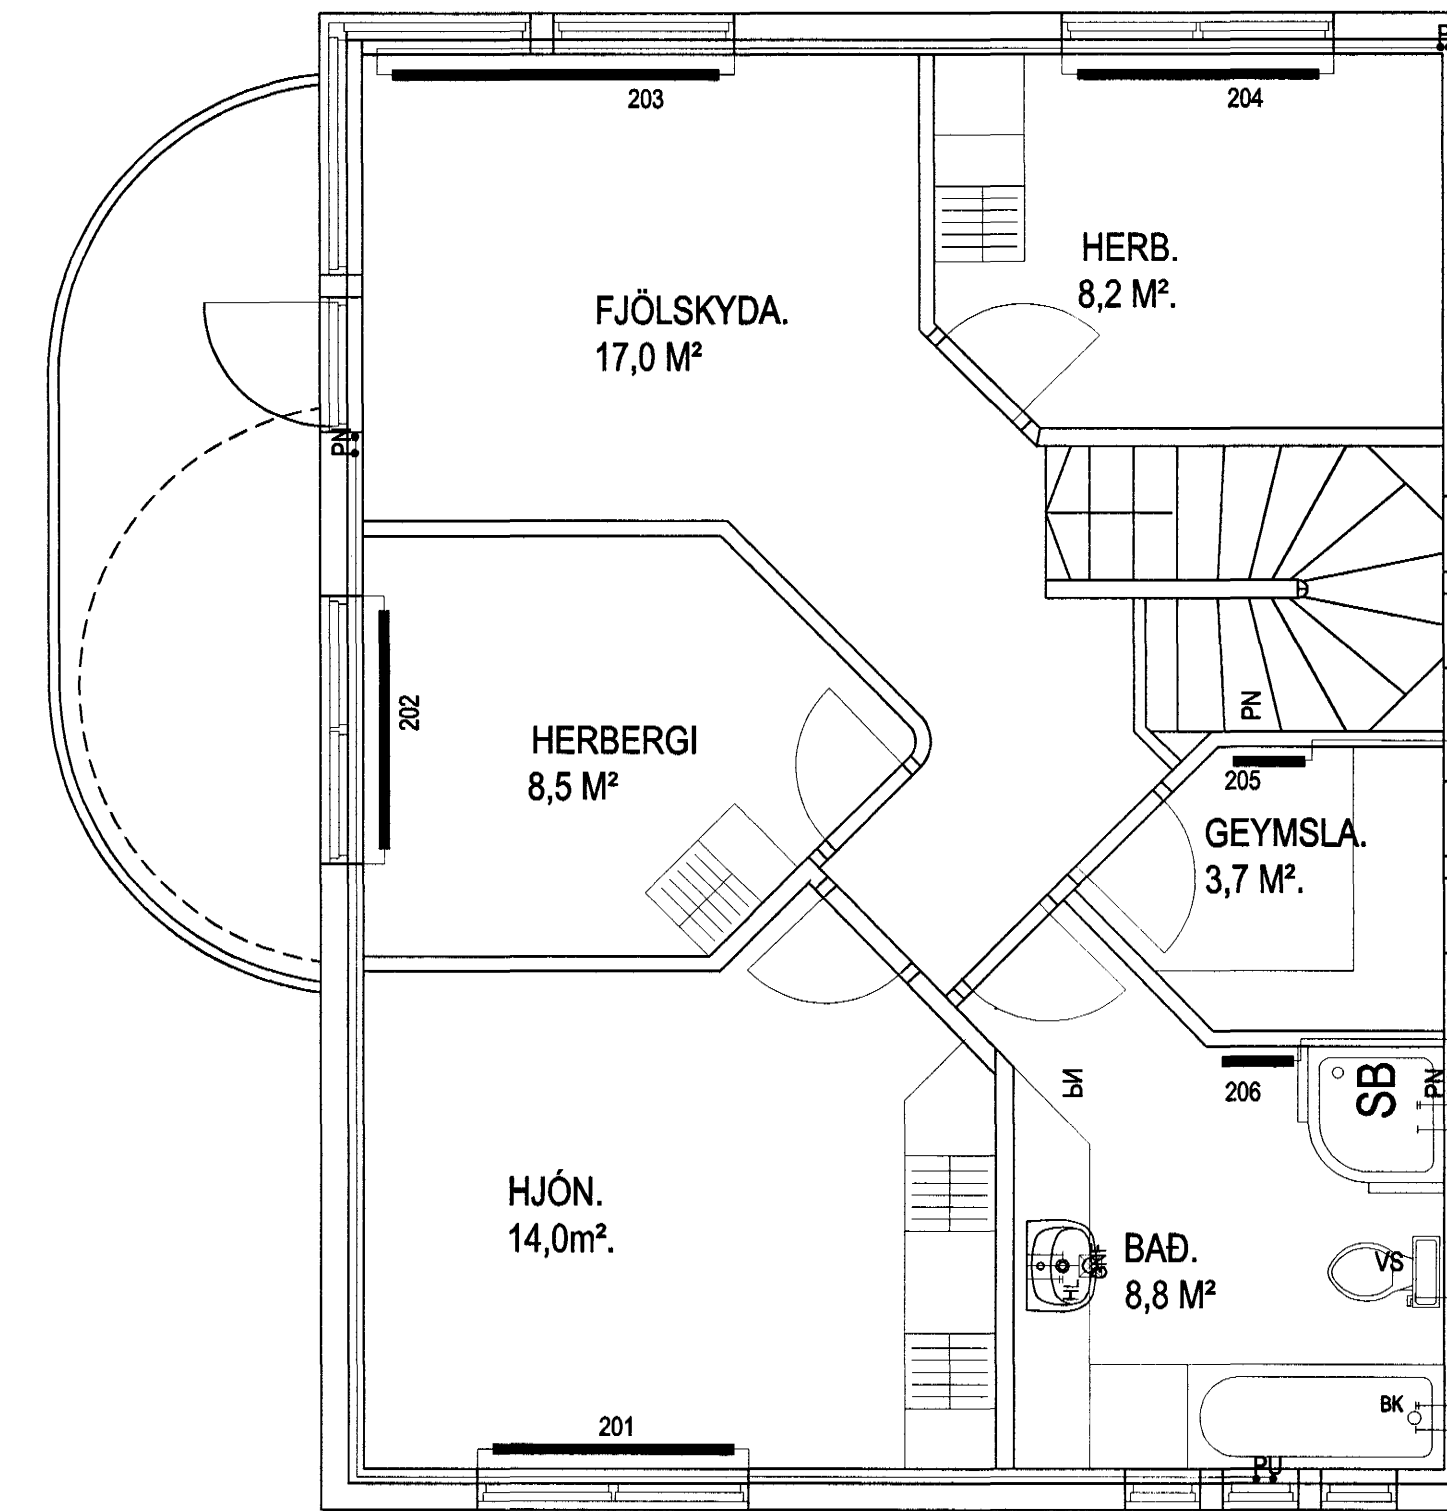 203
204
HERB.
8,2 M².
FJÖLSKYDA.
17,0 M²
PN
202
PN
HERBERGI
8,5 M²
205
GEYMSLA.
3,7 M².
PN
206
SB
PN
HJÓN.
14,0m².
BAÐ.
8,8 M²
VS
HL
BK
201
PU